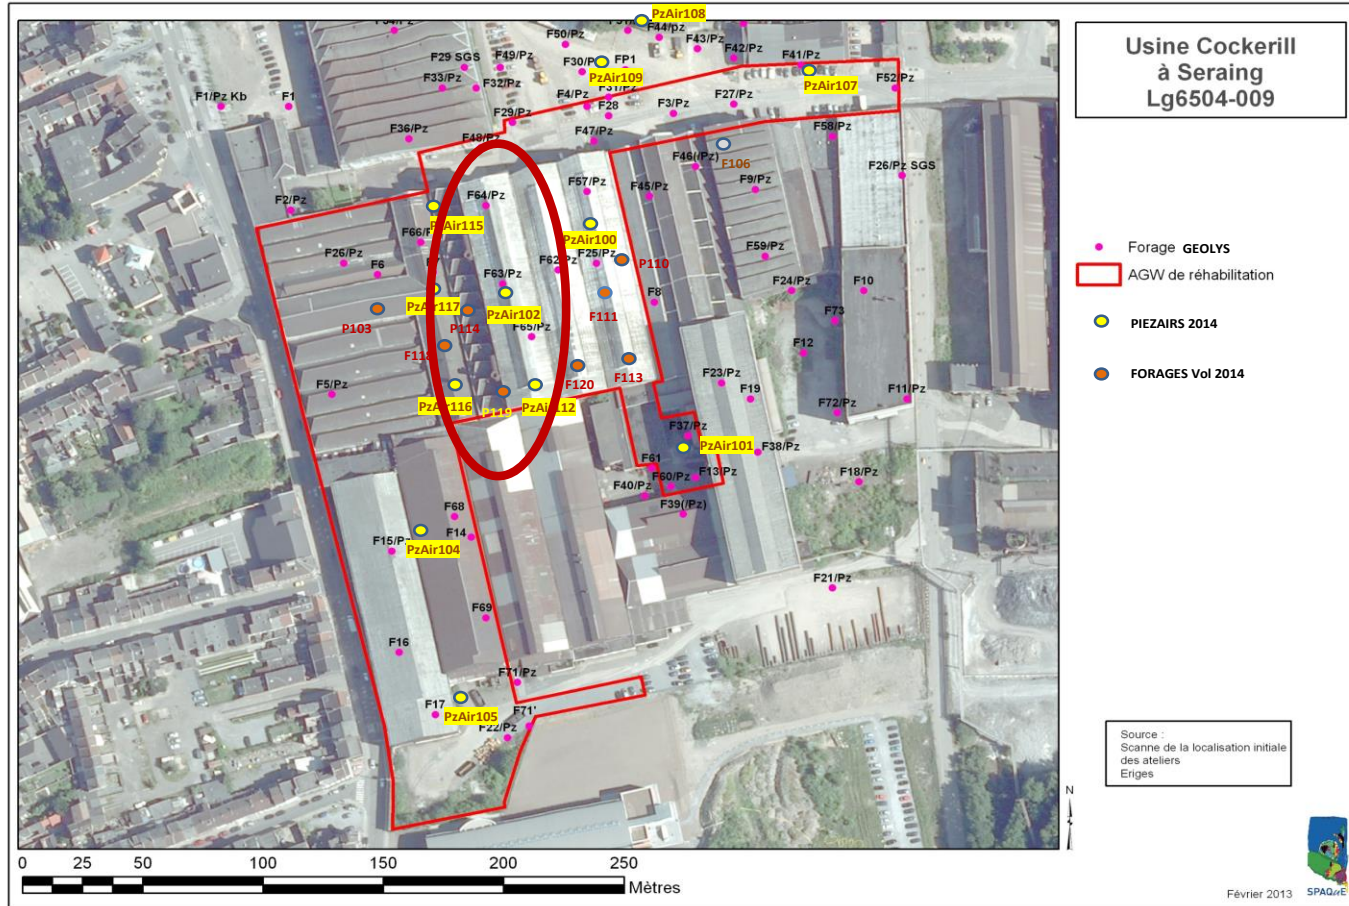 Usine Cockerill
à Seraing
Lg6504-009
Forage GEOLYS
AGW de réhabilitation
PIEZAIRS 2014
FORAGES Vol 2014
Source :
Scanne de la localisation initiale
des ateliers
Eriges
Février 2013
SPAQuE
N
0 25 50 100 150 200 250
Mètres
PzAir108
F44/pz
F43/Pz
F50/Pz
F42/Pz
F41/Pz
F29 SGS
F49/Pz
FP1
PzAir109
PzAir107
F52/Pz
F33/Pz
F32/Pz
F1/Pz Kb
F1
F4/Pz
F28
F3/Pz
F27/Pz
F29/Pz
F36/Pz
F48/Pz
F47/Pz
F58/Pz
F46(/Pz)
F106
F26/Pz SGS
F2/Pz
F64/Pz
F57/Pz
F45/Pz
F9/Pz
PzAir115
PzAir100
F26/Pz
F6
F62/Pz
F25/Pz
P110
F59/Pz
F63/Pz
F24/Pz
F10
PzAir117
PzAir102
F8
P103
P114
F111
F73
F65/Pz
F12
F118
F120
F113
F5/Pz
PzAir116
P119
PzAir112
F23/Pz
F19
F11/Pz
F72/Pz
F37/Pz
PzAir101
F38/Pz
F61
F60/Pz
F13/Pz
F40/Pz
F39(/Pz)
F18/Pz
F68
F14
F15/Pz
PzAir104
F21/Pz
F69
F16
F71/Pz
F17
PzAir105
F71'
F22/Pz